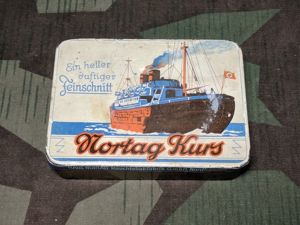 Ein heller
duftiger
Feinschnitt
Nortag Kurs